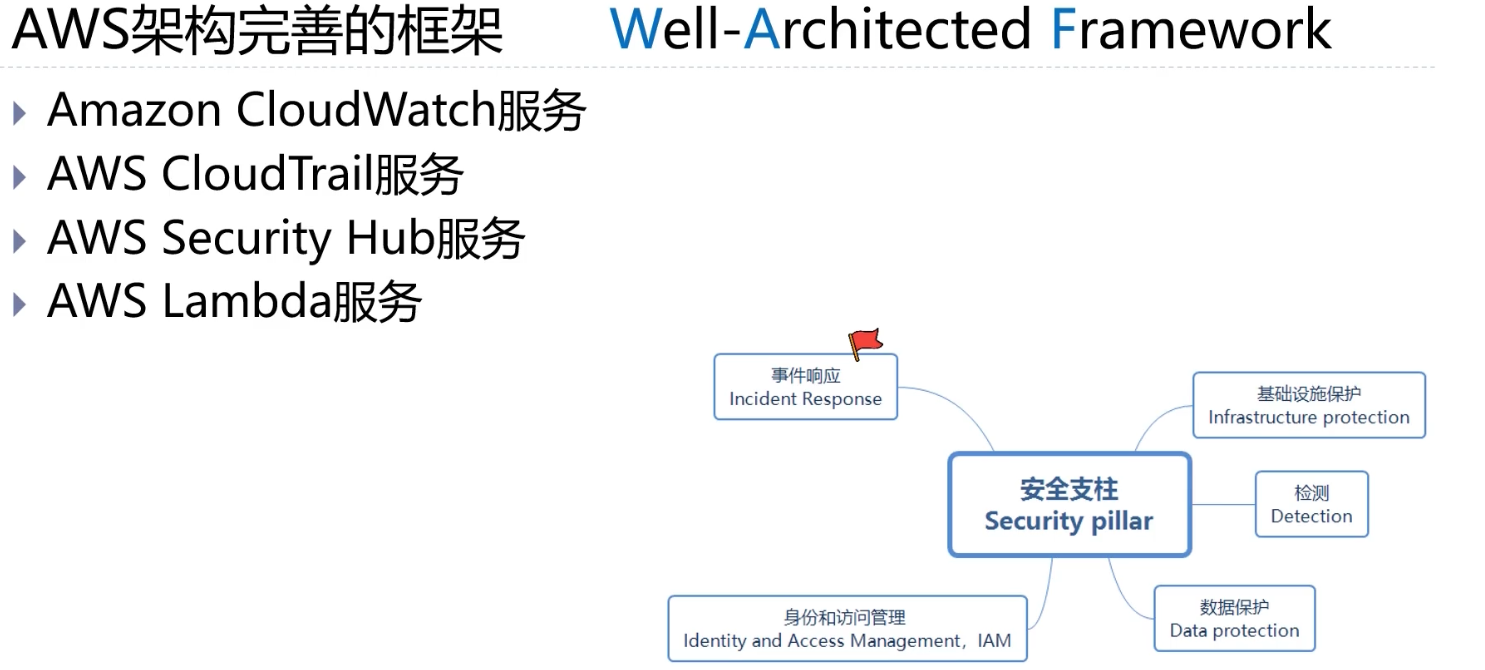 AWS架构完善的框架 Well-Architected Framework
Amazon CloudWatch服务
AWS CloudTrail服务
AWS Security Hub服务
AWS Lambda服务
事件响应
Incident Response
基础设施保护
Infrastructure protection
安全支柱
Security pillar
检测
Detection
身份和访问管理
Identity and Access Management，IAM
数据保护
Data protection